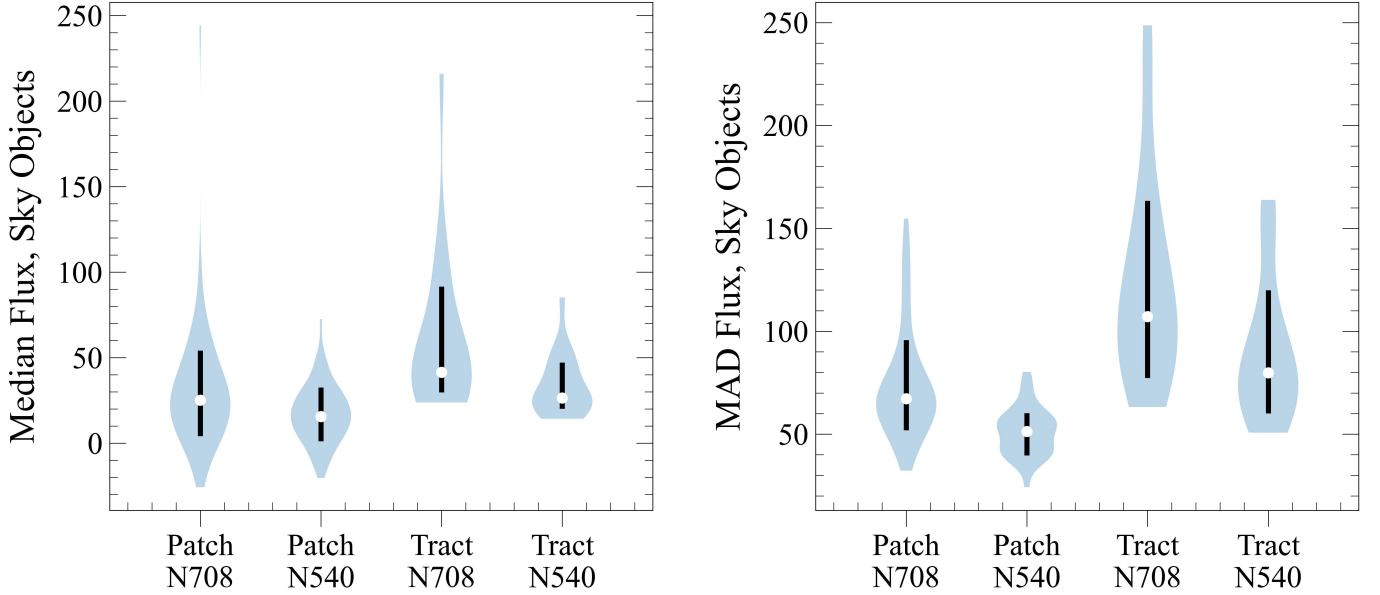 Median Flux, Sky Objects
250
200
150
100
50
0
Patch N708
Patch N540
Tract N708
Tract N540
MAD Flux, Sky Objects
250
200
150
100
50
Patch N708
Patch N540
Tract N708
Tract N540